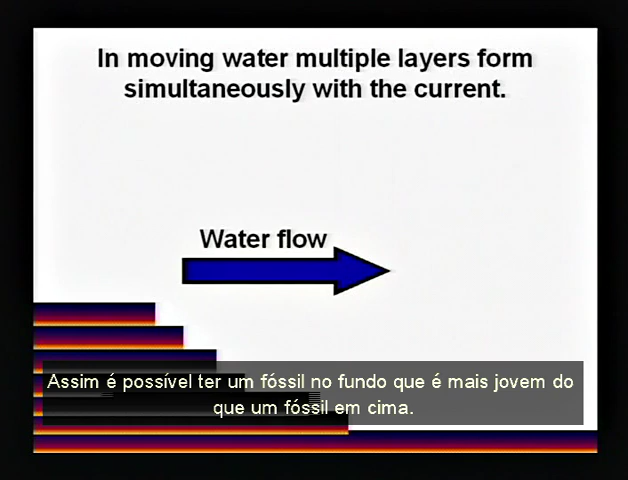 In moving water multiple layers form
simultaneously with the current.
Water flow
Assim é possível ter um fóssil no fundo que é mais jovem do
que um fóssil em cima.